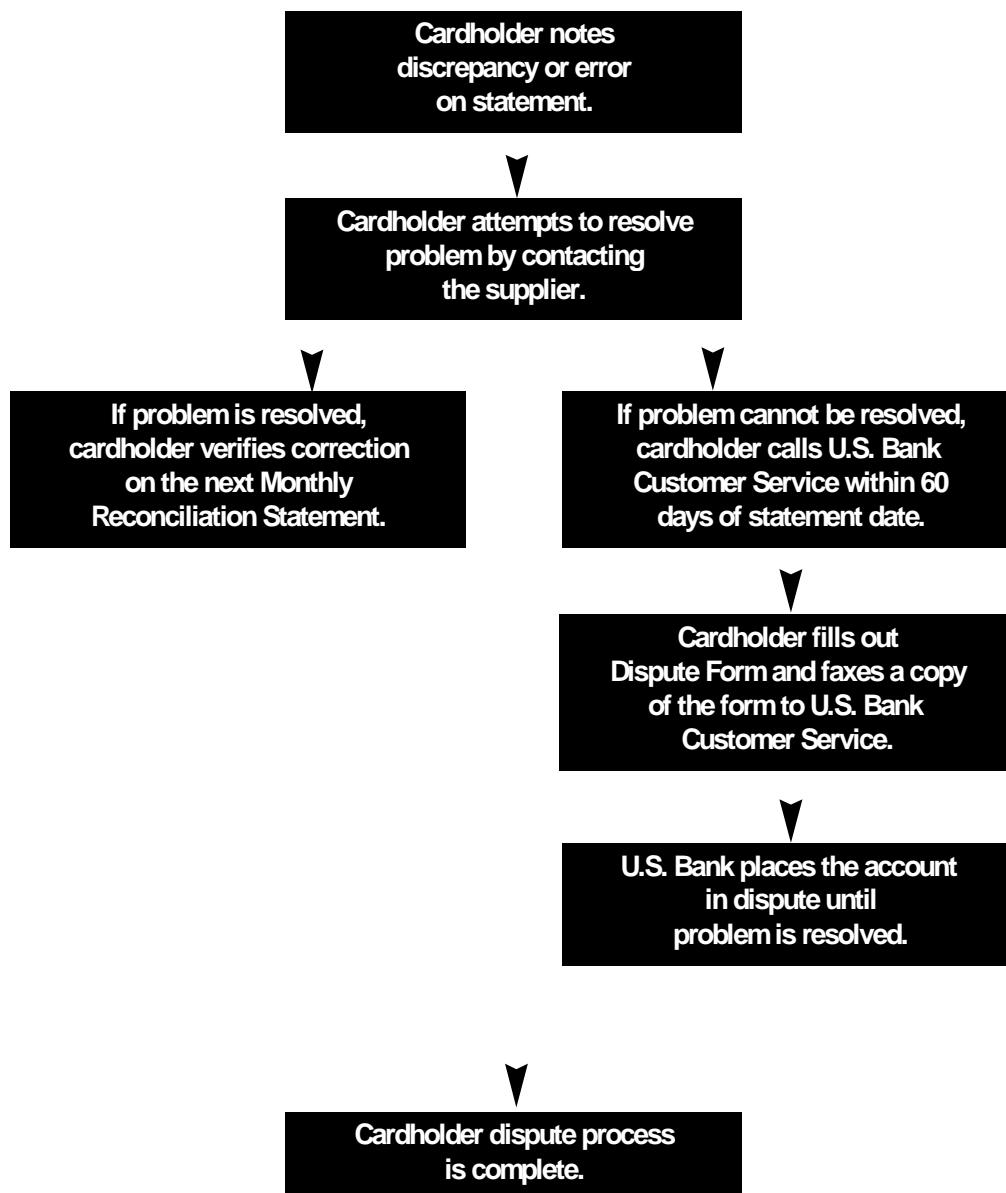 Cardholder notes
discrepancy or error
on statement.
Cardholder attempts to resolve
problem by contacting
the supplier.
If problem is resolved,
cardholder verifies correction
on the next Monthly
Reconciliation Statement.
If problem cannot be resolved,
cardholder calls U.S. Bank
Customer Service within 60
days of statement date.
Cardholder fills out
Dispute Form and faxes a copy
of the form to U.S. Bank
Customer Service.
U.S. Bank places the account
in dispute until
problem is resolved.
Cardholder dispute process
is complete.